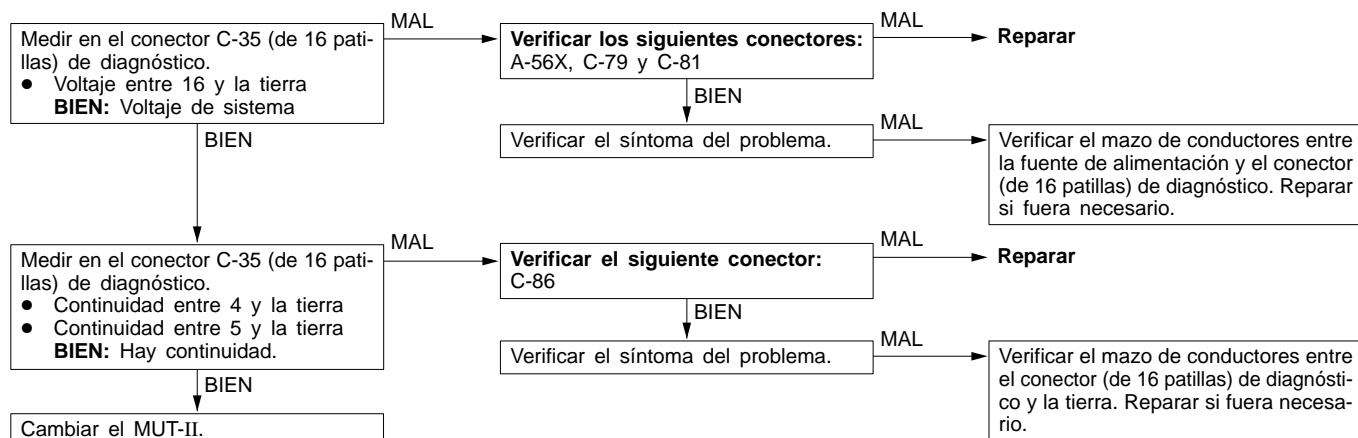 Medir en el conector C-35 (de 16 pati-
llas) de diagnóstico.
● Voltaje entre 16 y la tierra
BIEN: Voltaje de sistema
MAL
Verificar los siguientes conectores:
A-56X, C-79 y C-81
MAL
Reparar
BIEN
Verificar el síntoma del problema.
MAL
Verificar el mazo de conductores entre
la fuente de alimentación y el conector
(de 16 patillas) de diagnóstico. Reparar
si fuera necesario.
BIEN
Medir en el conector C-35 (de 16 pati-
llas) de diagnóstico.
● Continuidad entre 4 y la tierra
● Continuidad entre 5 y la tierra
BIEN: Hay continuidad.
MAL
Verificar el siguiente conector:
C-86
MAL
Reparar
BIEN
Verificar el síntoma del problema.
MAL
Verificar el mazo de conductores entre
el conector (de 16 patillas) de diagnósti-
co y la tierra. Reparar si fuera necesa-
rio.
BIEN
Cambiar el MUT-II.